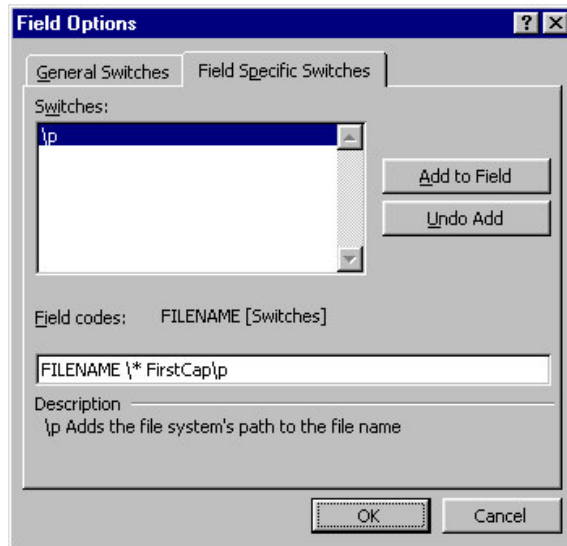 Field Options
General Switches
Field Specific Switches
Switches:
\p
Add to Field
Undo Add
Field codes: FILENAME [Switches]
FILENAME \* FirstCap\p
Description
\p Adds the file system's path to the file name
OK
Cancel